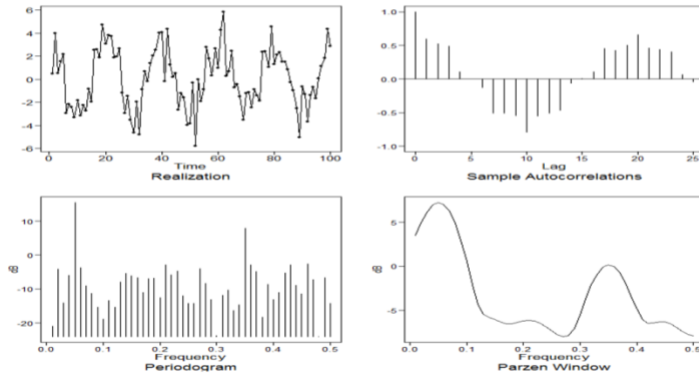 6
4
2
0
-2
-4
-6
0 20 40 60 80 100
Time
Realization
1.0
0.5
0.0
-0.5
-1.0
0 5 10 15 20 25
Lag
Sample Autocorrelations
10
0
-10
-20
dB
0.0 0.1 0.2 0.3 0.4 0.5
Frequency
Periodogram
5
0
-5
dB
0.0 0.1 0.2 0.3 0.4 0.5
Frequency
Parzen Window